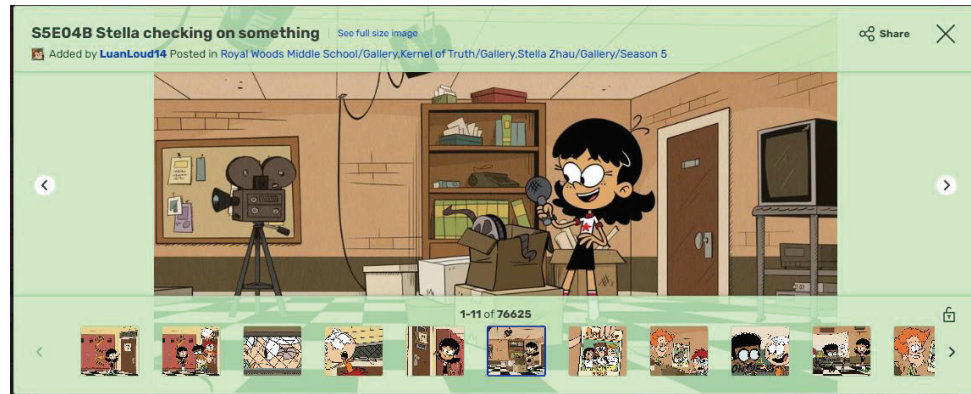 S5E04B Stella checking on something See full size image
Share
Added by LuanLoud14 Posted in Royal Woods Middle School/Gallery,Kernel of Truth/Gallery,Stella Zhau/Gallery/Season 5
1-11 of 76625